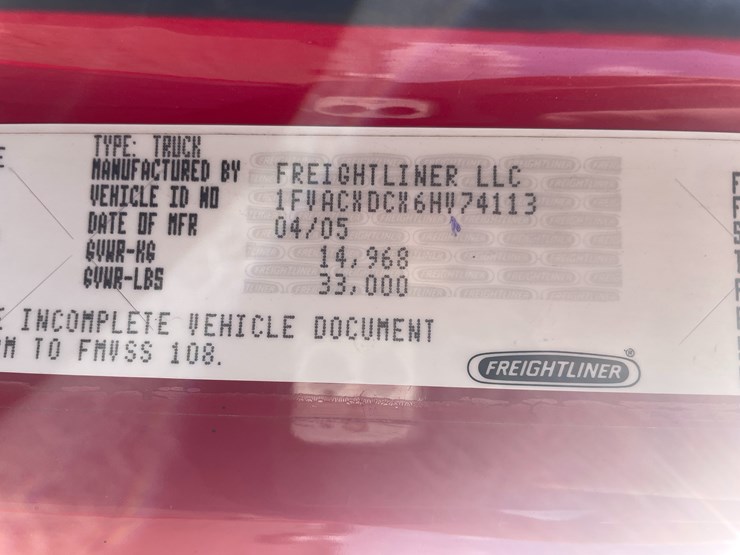 TYPE: TRUCK
MANUFACTURED BY FREIGHTLINER LLC
VEHICLE ID NO 1FVACXDCX6HV74113
DATE OF MFR 04/05
GVWR-KG 14,968
GVWR-LBS 33,000
INCOMPLETE VEHICLE DOCUMENT
TO FMVSS 108.
FREIGHTLINER®